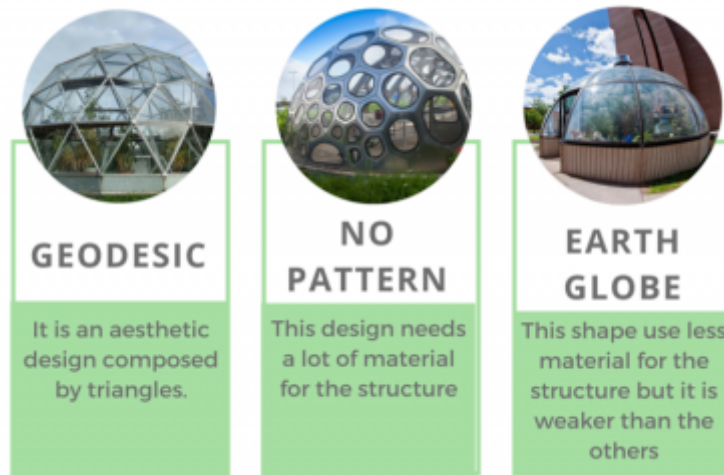 GEODESIC
It is an aesthetic
design composed
by triangles.
NO
PATTERN
This design needs
a lot of material
for the structure
EARTH
GLOBE
This shape use less
material for the
structure but it is
weaker than the
others